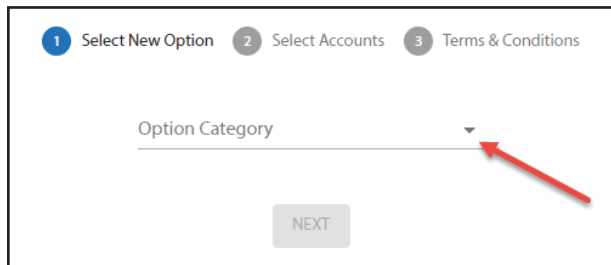 1 Select New Option 2 Select Accounts 3 Terms & Conditions
Option Category
NEXT